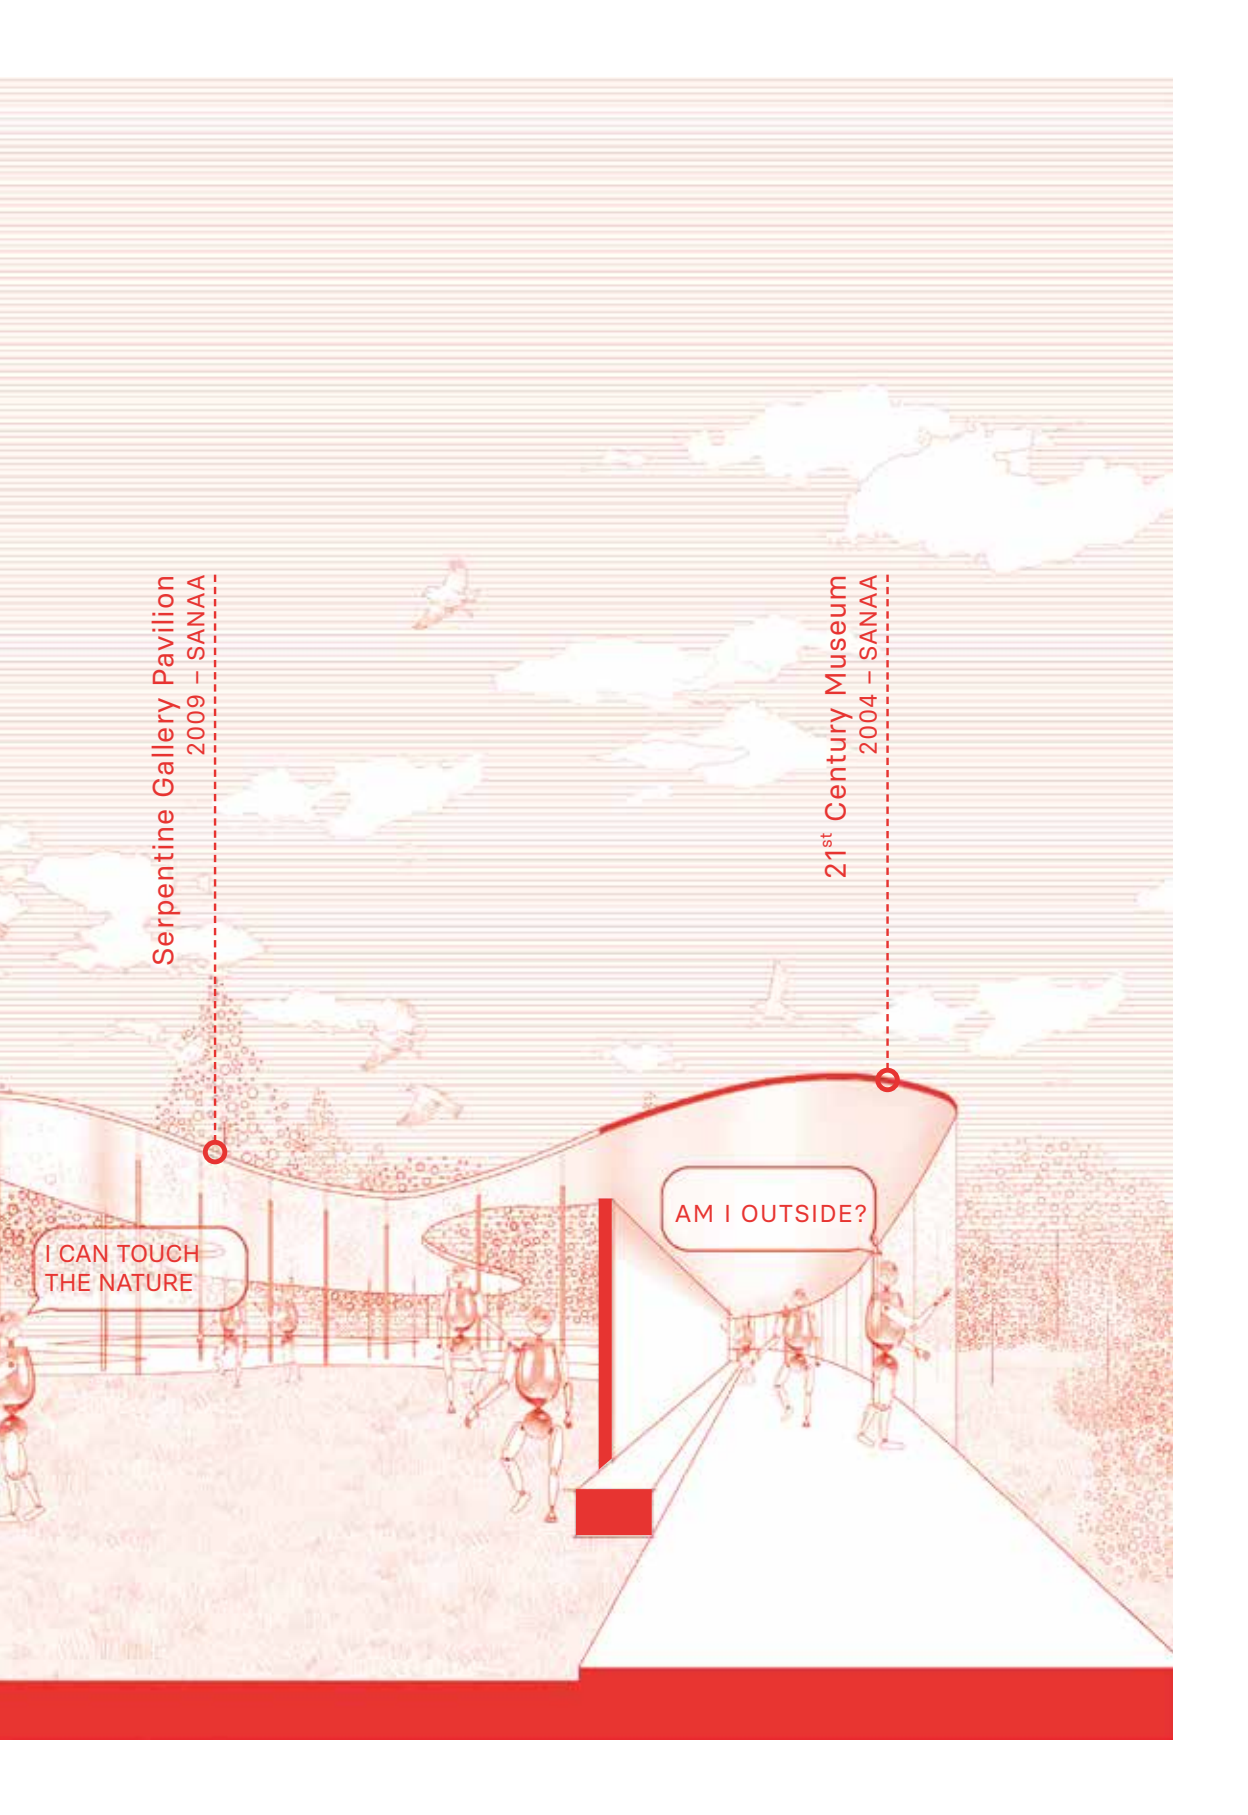 Serpentine Gallery Pavilion
2009 – SANAA
21st Century Museum
2004 – SANAA
AM I OUTSIDE?
I CAN TOUCH
THE NATURE